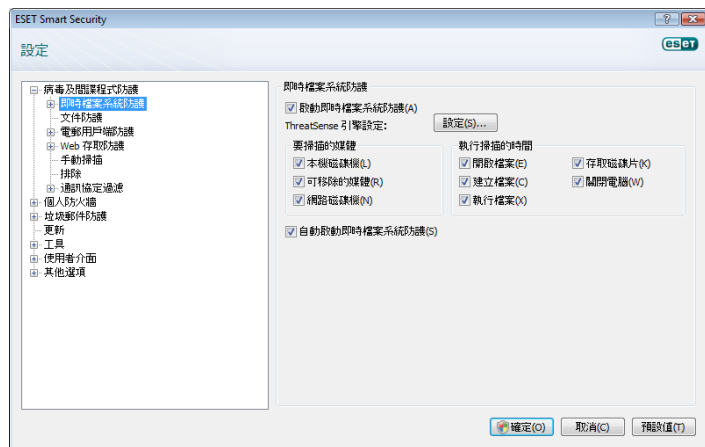 ESET Smart Security
設定
eseT
病毒及間諜程式防護
即時檔案系統防護
文件防護
電郵用戶端防護
Web 存取防護
手動掃描
排除
通訊協定過濾
個人防火牆
垃圾郵件防護
更新
工具
使用者介面
其他選項
即時檔案系統防護
啟動即時檔案系統防護(A)
ThreatSense 引擎設定:
設定(S)...
要掃描的媒體
本機磁碟機(L)
可移除的媒體(R)
網路磁碟機(N)
執行掃描的時間
開啟檔案(E)
存取磁碟片(K)
建立檔案(C)
關閉電腦(W)
執行檔案(X)
自動啟動即時檔案系統防護(S)
確定(O)
取消(C)
預設值(T)